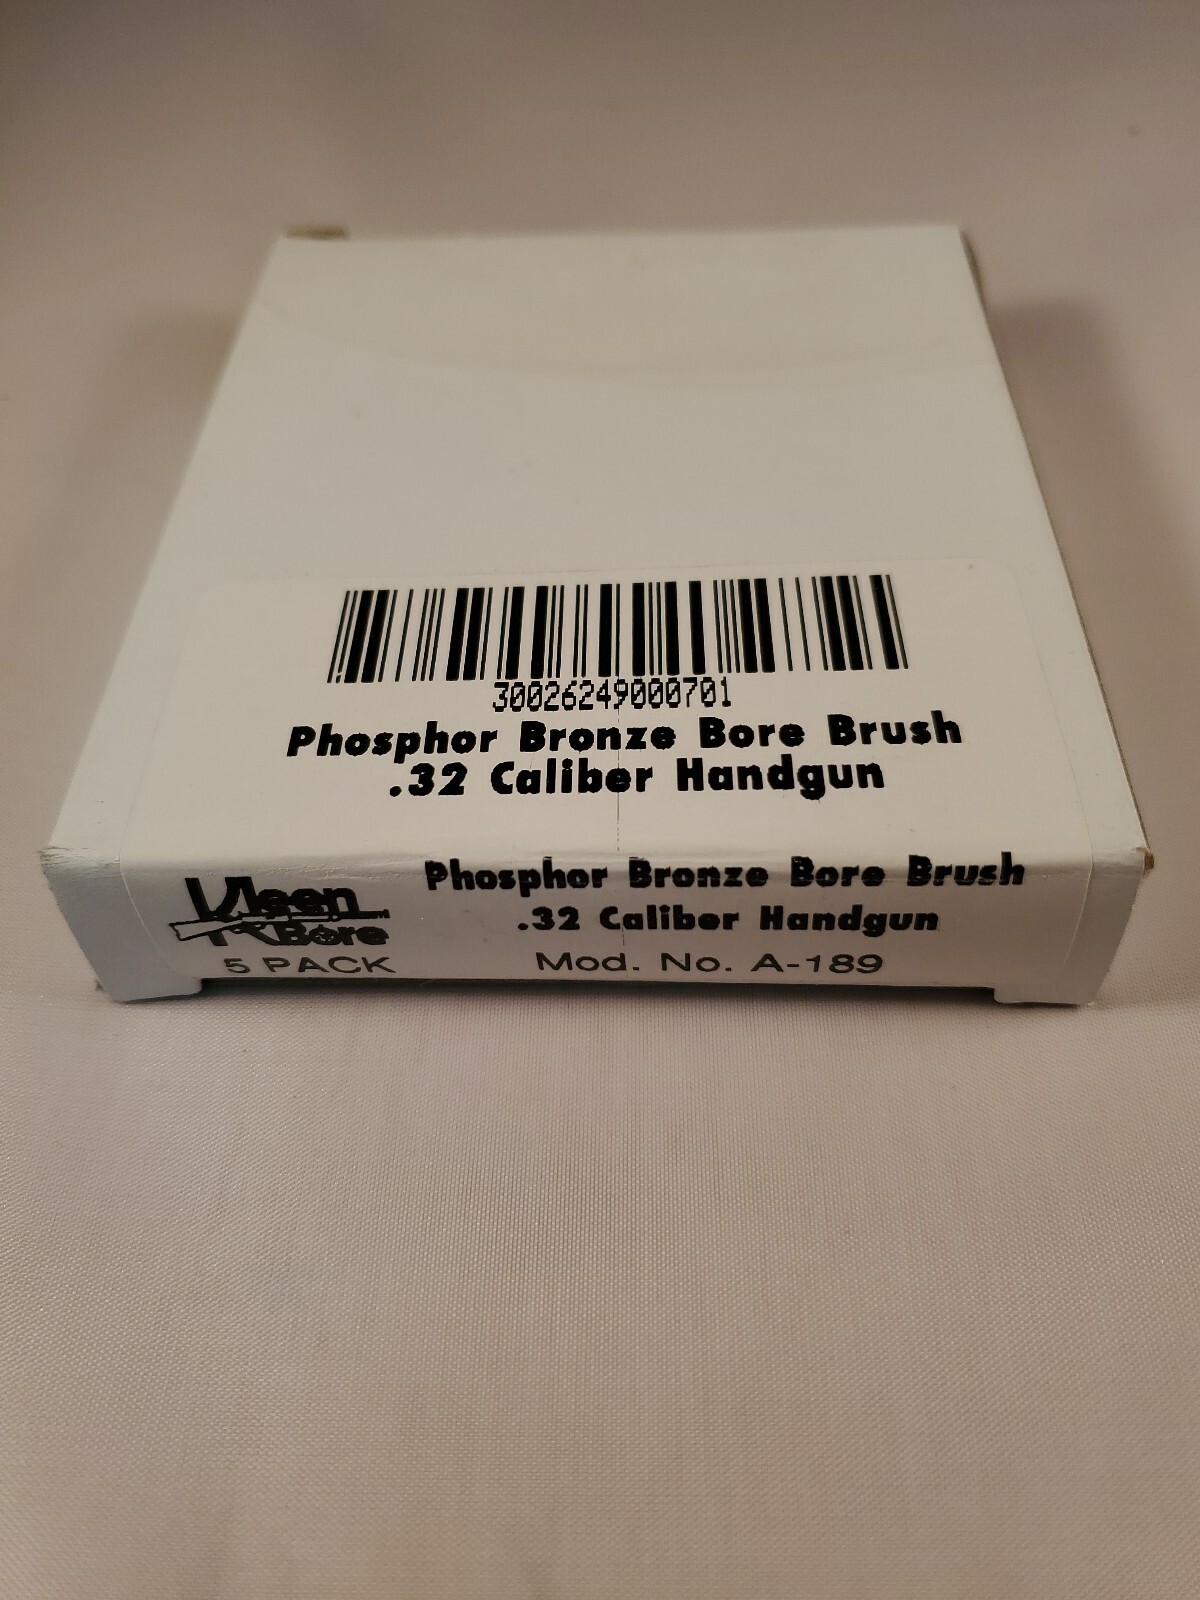 30026249000701
Phosphor Bronze Bore Brush
.32 Caliber Handgun
Kleen
Bore
5 PACK
Phosphor Bronze Bore Brush
.32 Caliber Handgun
Mod. No. A-189